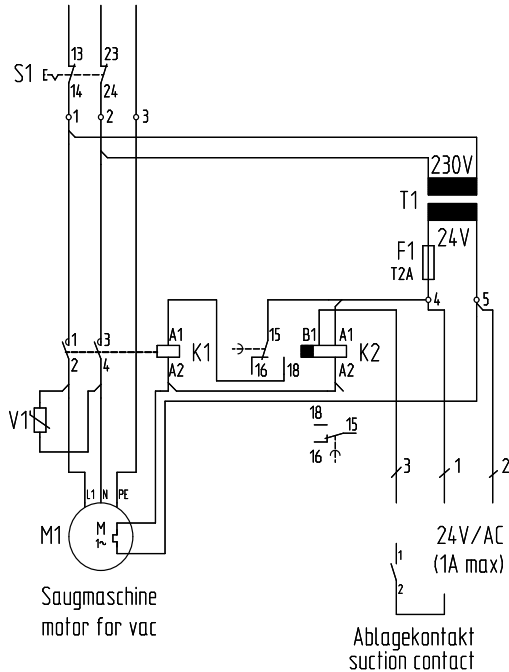 13 23
S1
14 24
1 2 3
230V
T1
24V
F1
T2A
4 5
1 3 A1 K1 15 B1 A1 K2
2 4 A2 16 18 A2
V1
18 15
16
3 1 2
L1 N PE
M1 M
1~
24V/AC
(1A max)
1
2
Saugmaschine
motor for vac
Ablagekontakt
suction contact